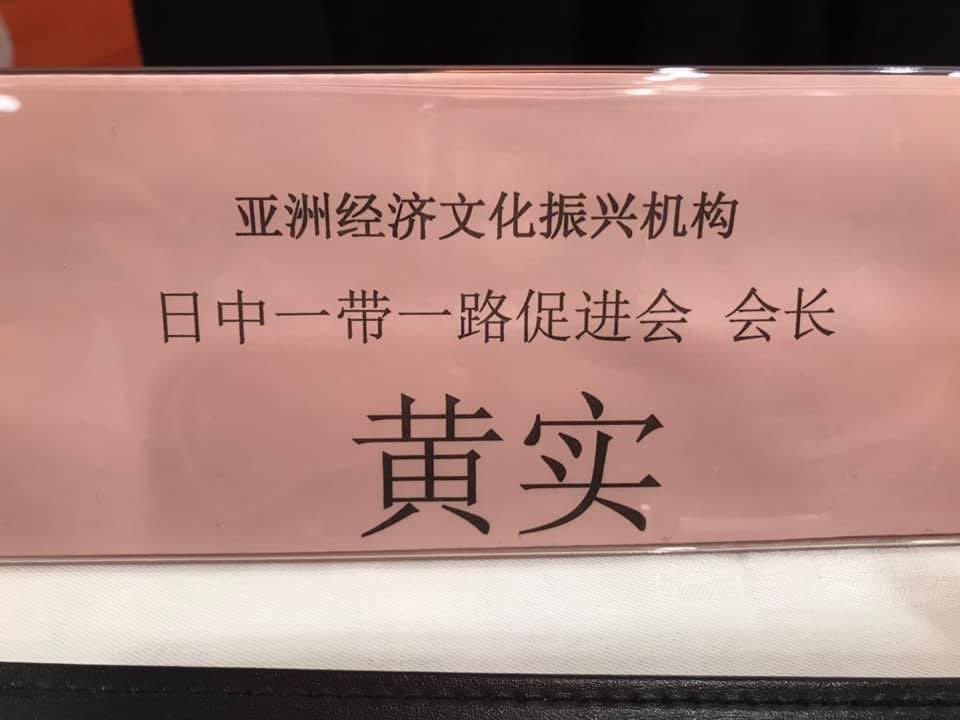 亚洲经济文化振兴机构
日中一带一路促进会 会长
黄实